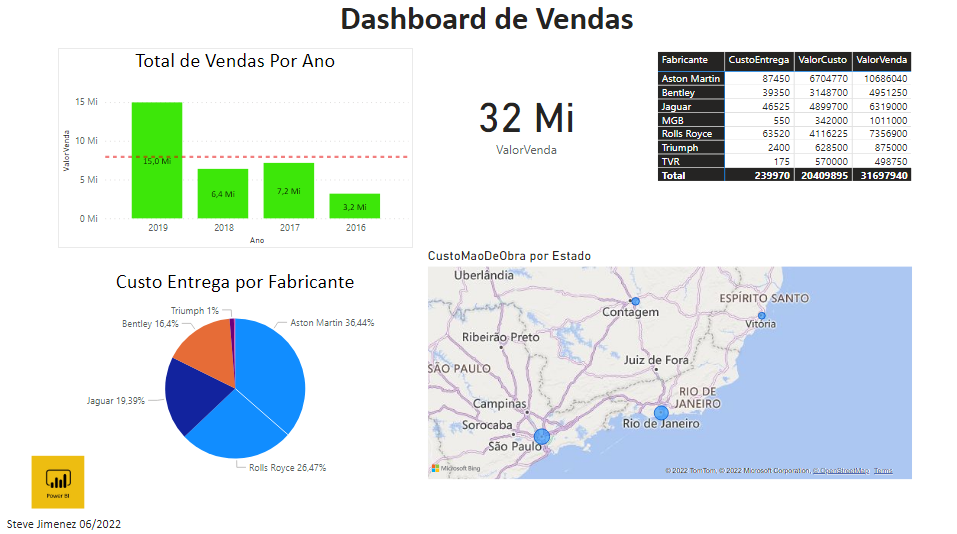 Dashboard de Vendas
Total de Vendas Por Ano
ValorVenda
15 Mi
10 Mi
5 Mi
0 Mi
15,0 Mi
6,4 Mi
7,2 Mi
3,2 Mi
2019 2018 2017 2016
Ano
32 Mi
ValorVenda
Fabricante CustoEntrega ValorCusto ValorVenda
Aston Martin 87450 6704770 10686040
Bentley 39350 3148700 4951250
Jaguar 46525 4899700 6319000
MGB 550 342000 1011000
Rolls Royce 63520 4116225 7356900
Triumph 2400 628500 875000
TVR 175 570000 498750
Total 239970 20409895 31697940
Custo Entrega por Fabricante
Triumph 1%
Bentley 16,4%
Aston Martin 36,44%
Jaguar 19,39%
Rolls Royce 26,47%
CustoMaoDeObra por Estado
Uberlândia
ESPÍRITO SANTO
Contagem
Vitória
Ribeirão Preto
Juiz de Fora
SÃO PAULO
RIO DE
JANEIRO
Campinas
Sorocaba
Rio de Janeiro
São Paulo
Microsoft Bing
© 2022 TomTom, © 2022 Microsoft Corporation, © OpenStreetMap Terms
Power BI
Steve Jimenez 06/2022